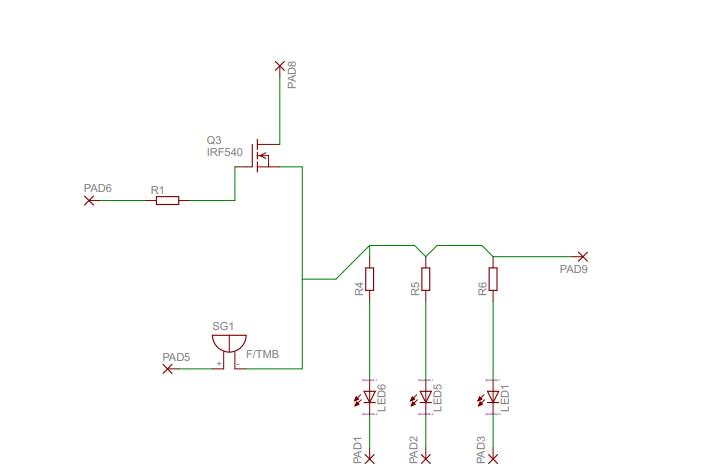 PAD8
Q3
IRF540
PAD6
R1
PAD9
R4
R5
R6
SG1
F/TMB
PAD5
+
-
LED6
LED5
LED1
PAD1
PAD2
PAD3